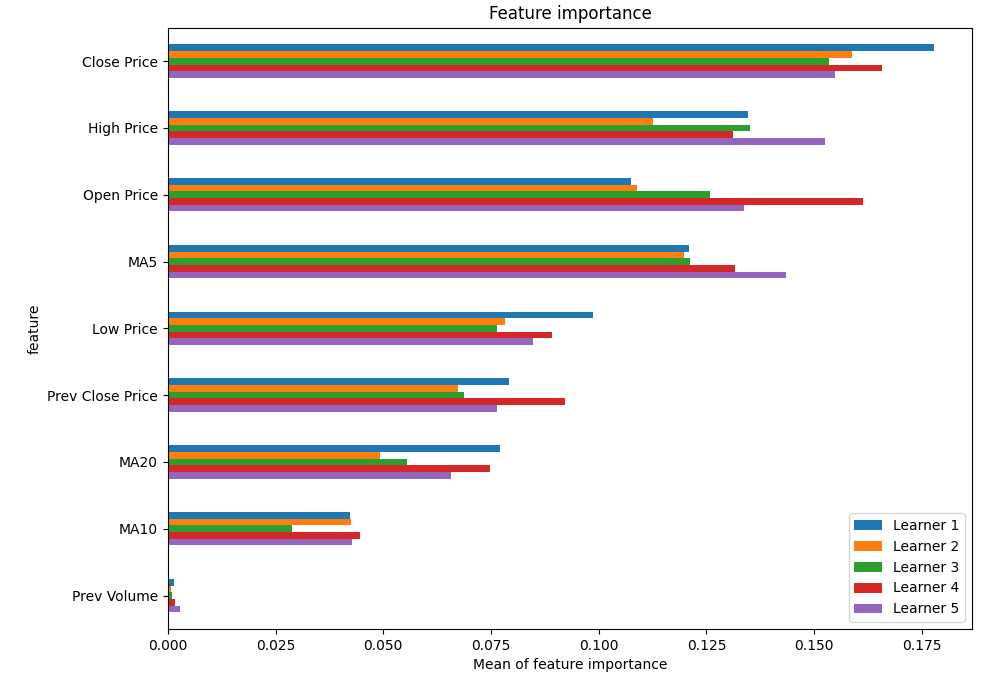 Feature importance
Close Price
High Price
Open Price
MA5
Low Price
Prev Close Price
MA20
MA10
Prev Volume
feature
Learner 1
Learner 2
Learner 3
Learner 4
Learner 5
0.000 0.025 0.050 0.075 0.100 0.125 0.150 0.175
Mean of feature importance